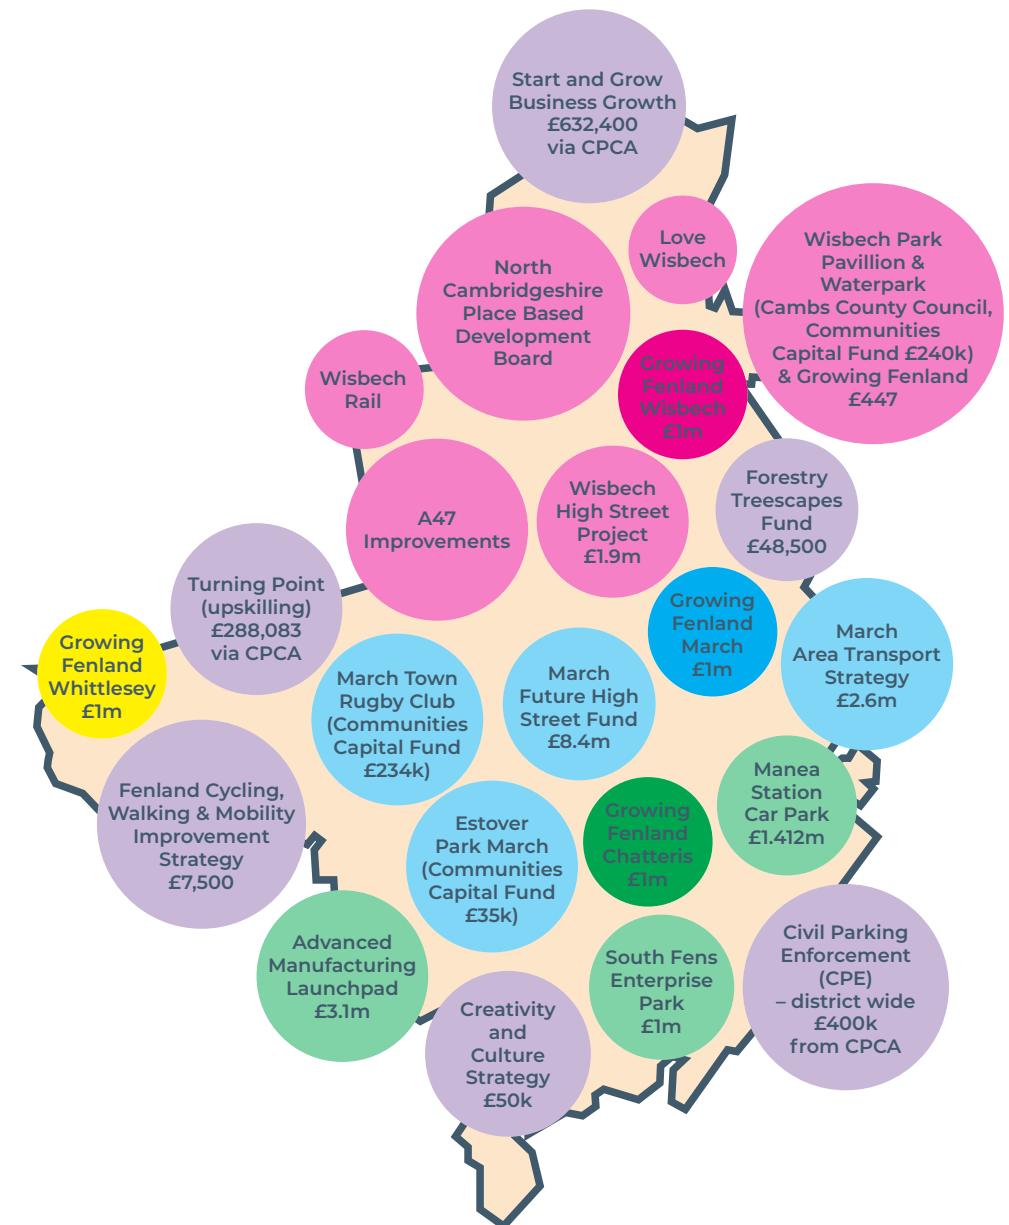 Start and Grow
Business Growth
£632,400
via CPCA
Love
Wisbech
Wisbech Park
Pavillion &
Waterpark
(Cambs County Council,
Communities
Capital Fund £240k)
& Growing Fenland
£447
North
Cambridgeshire
Place Based
Development
Board
Wisbech
Rail
Growing
Fenland
Wisbech
£1m
A47
Improvements
Wisbech
High Street
Project
£1.9m
Forestry
Treescapes
Fund
£48,500
Turning Point
(upskilling)
£288,083
via CPCA
Growing
Fenland
March
£1m
Growing
Fenland
Whittlesey
£1m
March
Area Transport
Strategy
£2.6m
March Town
Rugby Club
(Communities
Capital Fund
£234k)
March
Future High
Street Fund
£8.4m
Fenland Cycling,
Walking & Mobility
Improvement
Strategy
£7,500
Manea
Station
Car Park
£1.412m
Estover
Park March
(Communities
Capital Fund
£35k)
Growing
Fenland
Chatteris
£1m
Advanced
Manufacturing
Launchpad
£3.1m
South Fens
Enterprise
Park
£1m
Civil Parking
Enforcement
(CPE)
– district wide
£400k
from CPCA
Creativity
and
Culture
Strategy
£50k